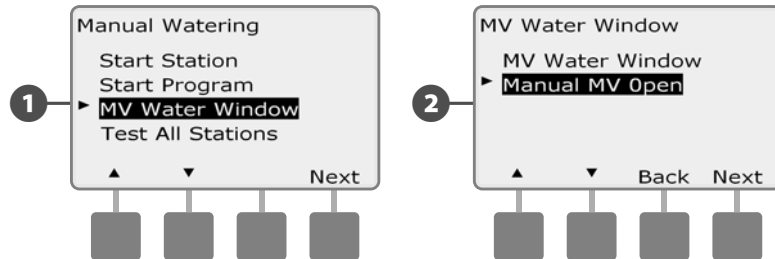 1
Manual Watering
Start Station
Start Program
► MV Water Window
Test All Stations
▲ ▼ Next
2
MV Water Window
MV Water Window
► Manual MV 0pen
▲ ▼ Back Next